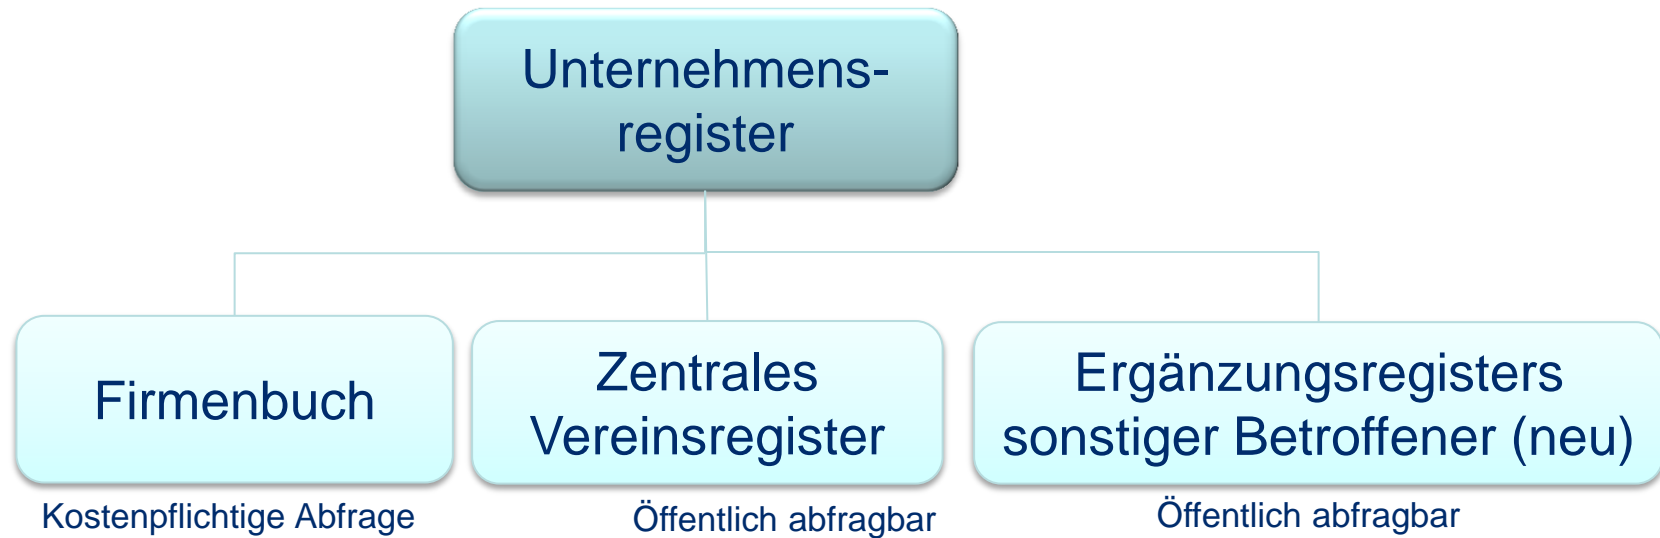 Unternehmens-
register
Firmenbuch
Zentrales
Vereinsregister
Ergänzungsregisters
sonstiger Betroffener (neu)
Kostenpflichtige Abfrage
Öffentlich abfragbar
Öffentlich abfragbar